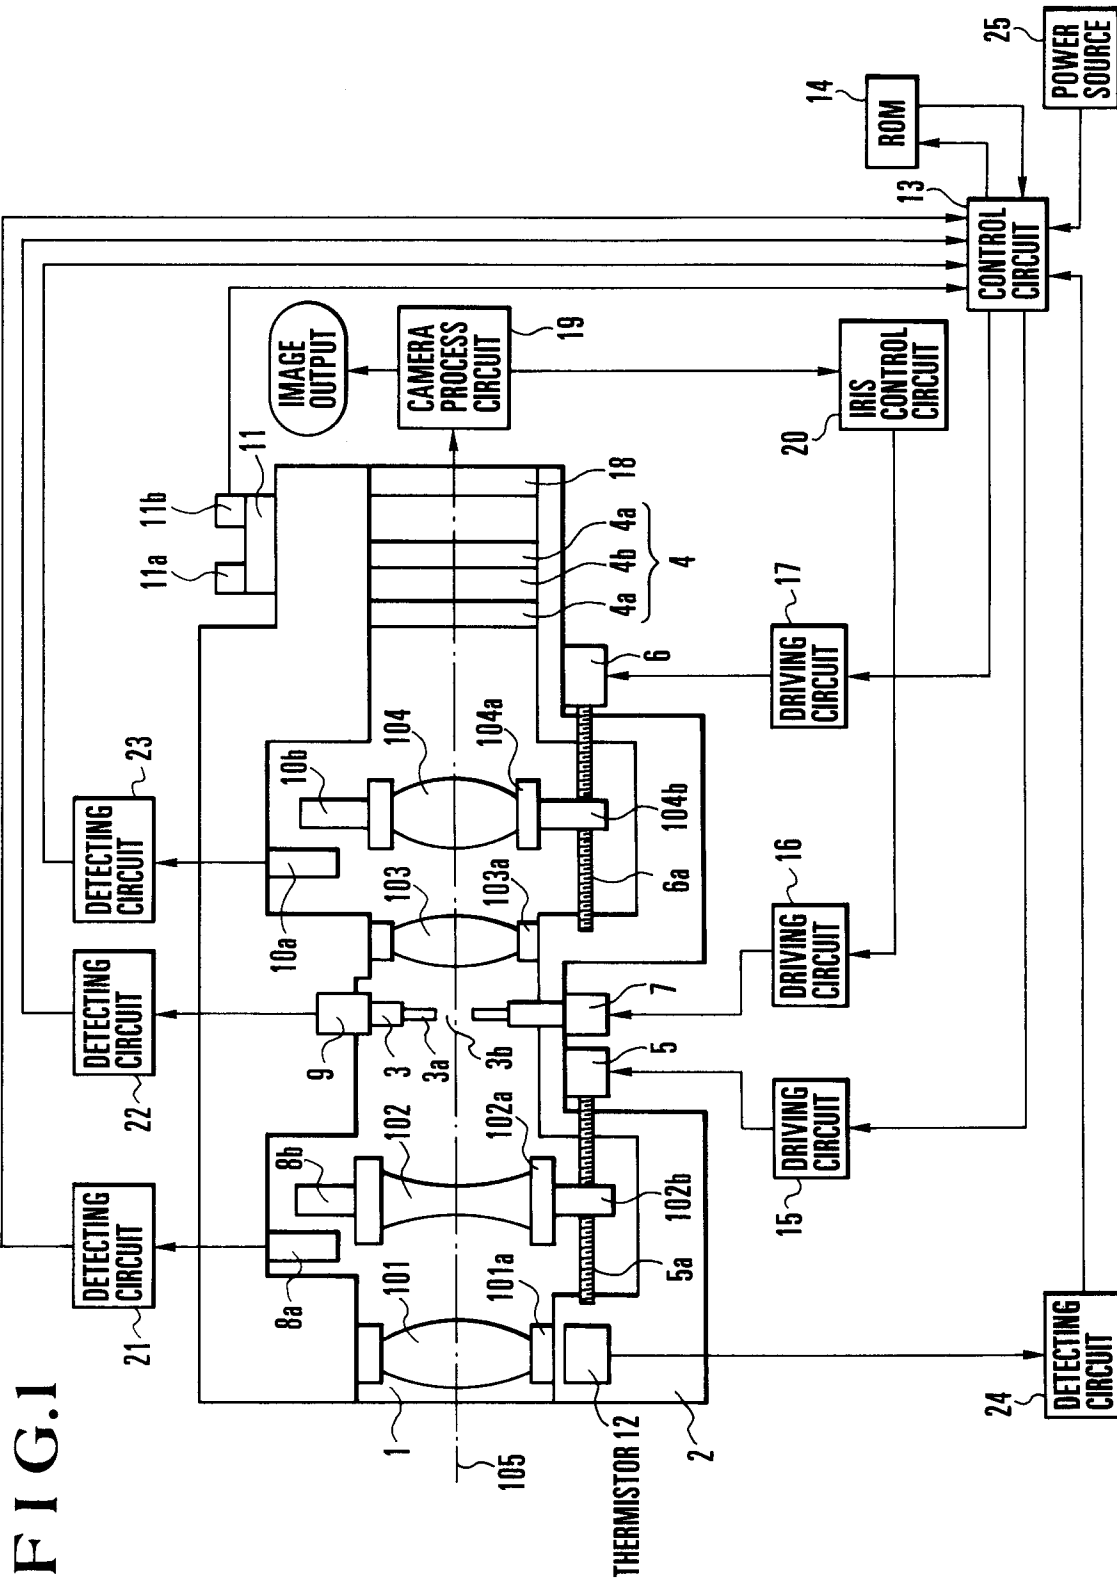 FIG.1
21
DETECTING
CIRCUIT
22
DETECTING
CIRCUIT
DETECTING
CIRCUIT
23
11a
11b
11
IMAGE
OUTPUT
CAMERA
PROCESS
CIRCUIT
19
8a
8b
9
10a
10b
1
101
102
3
3a
3b
103
104
105
101a
102a
103a
104a
4a
4b
4a
18
4
THERMISTOR 12
2
5a
102b
5
7
6a
104b
6
15
DRIVING
CIRCUIT
DRIVING
CIRCUIT
16
DRIVING
CIRCUIT
17
20
IRIS
CONTROL
CIRCUIT
14
ROM
13
CONTROL
CIRCUIT
24
DETECTING
CIRCUIT
25
POWER
SOURCE